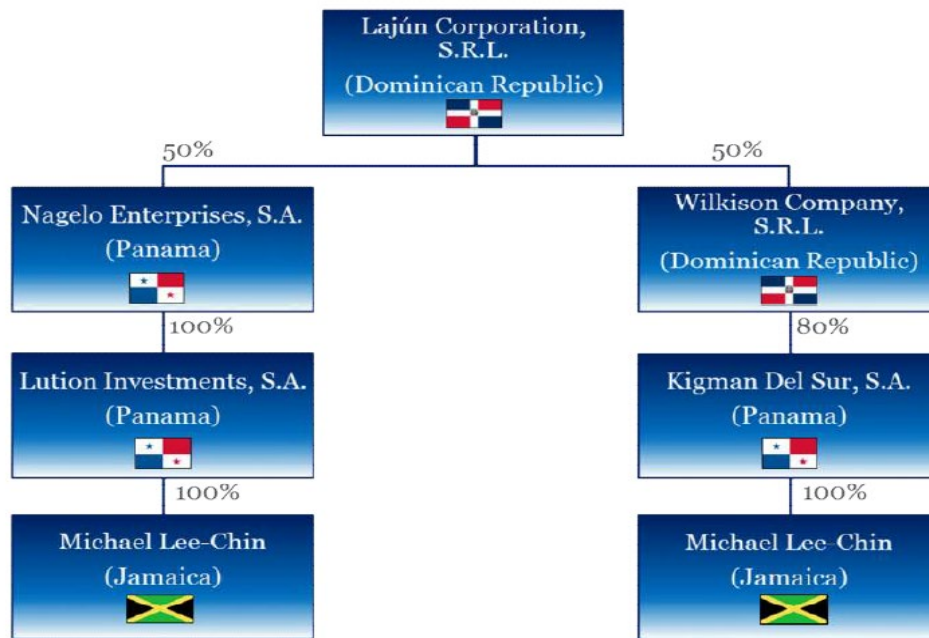 Lajún Corporation,
S.R.L.
(Dominican Republic)
50%
50%
Nagelo Enterprises, S.A.
(Panama)
Wilkison Company,
S.R.L.
(Dominican Republic)
100%
80%
Lution Investments, S.A.
(Panama)
Kigman Del Sur, S.A.
(Panama)
100%
100%
Michael Lee-Chin
(Jamaica)
Michael Lee-Chin
(Jamaica)